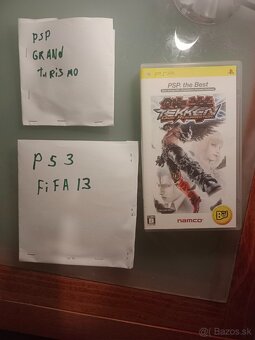 PSP
GRANd
tuRiSMO
PS3
FiFA 13
PSP the Best
TEKKEN
namco
© Bazos.sk